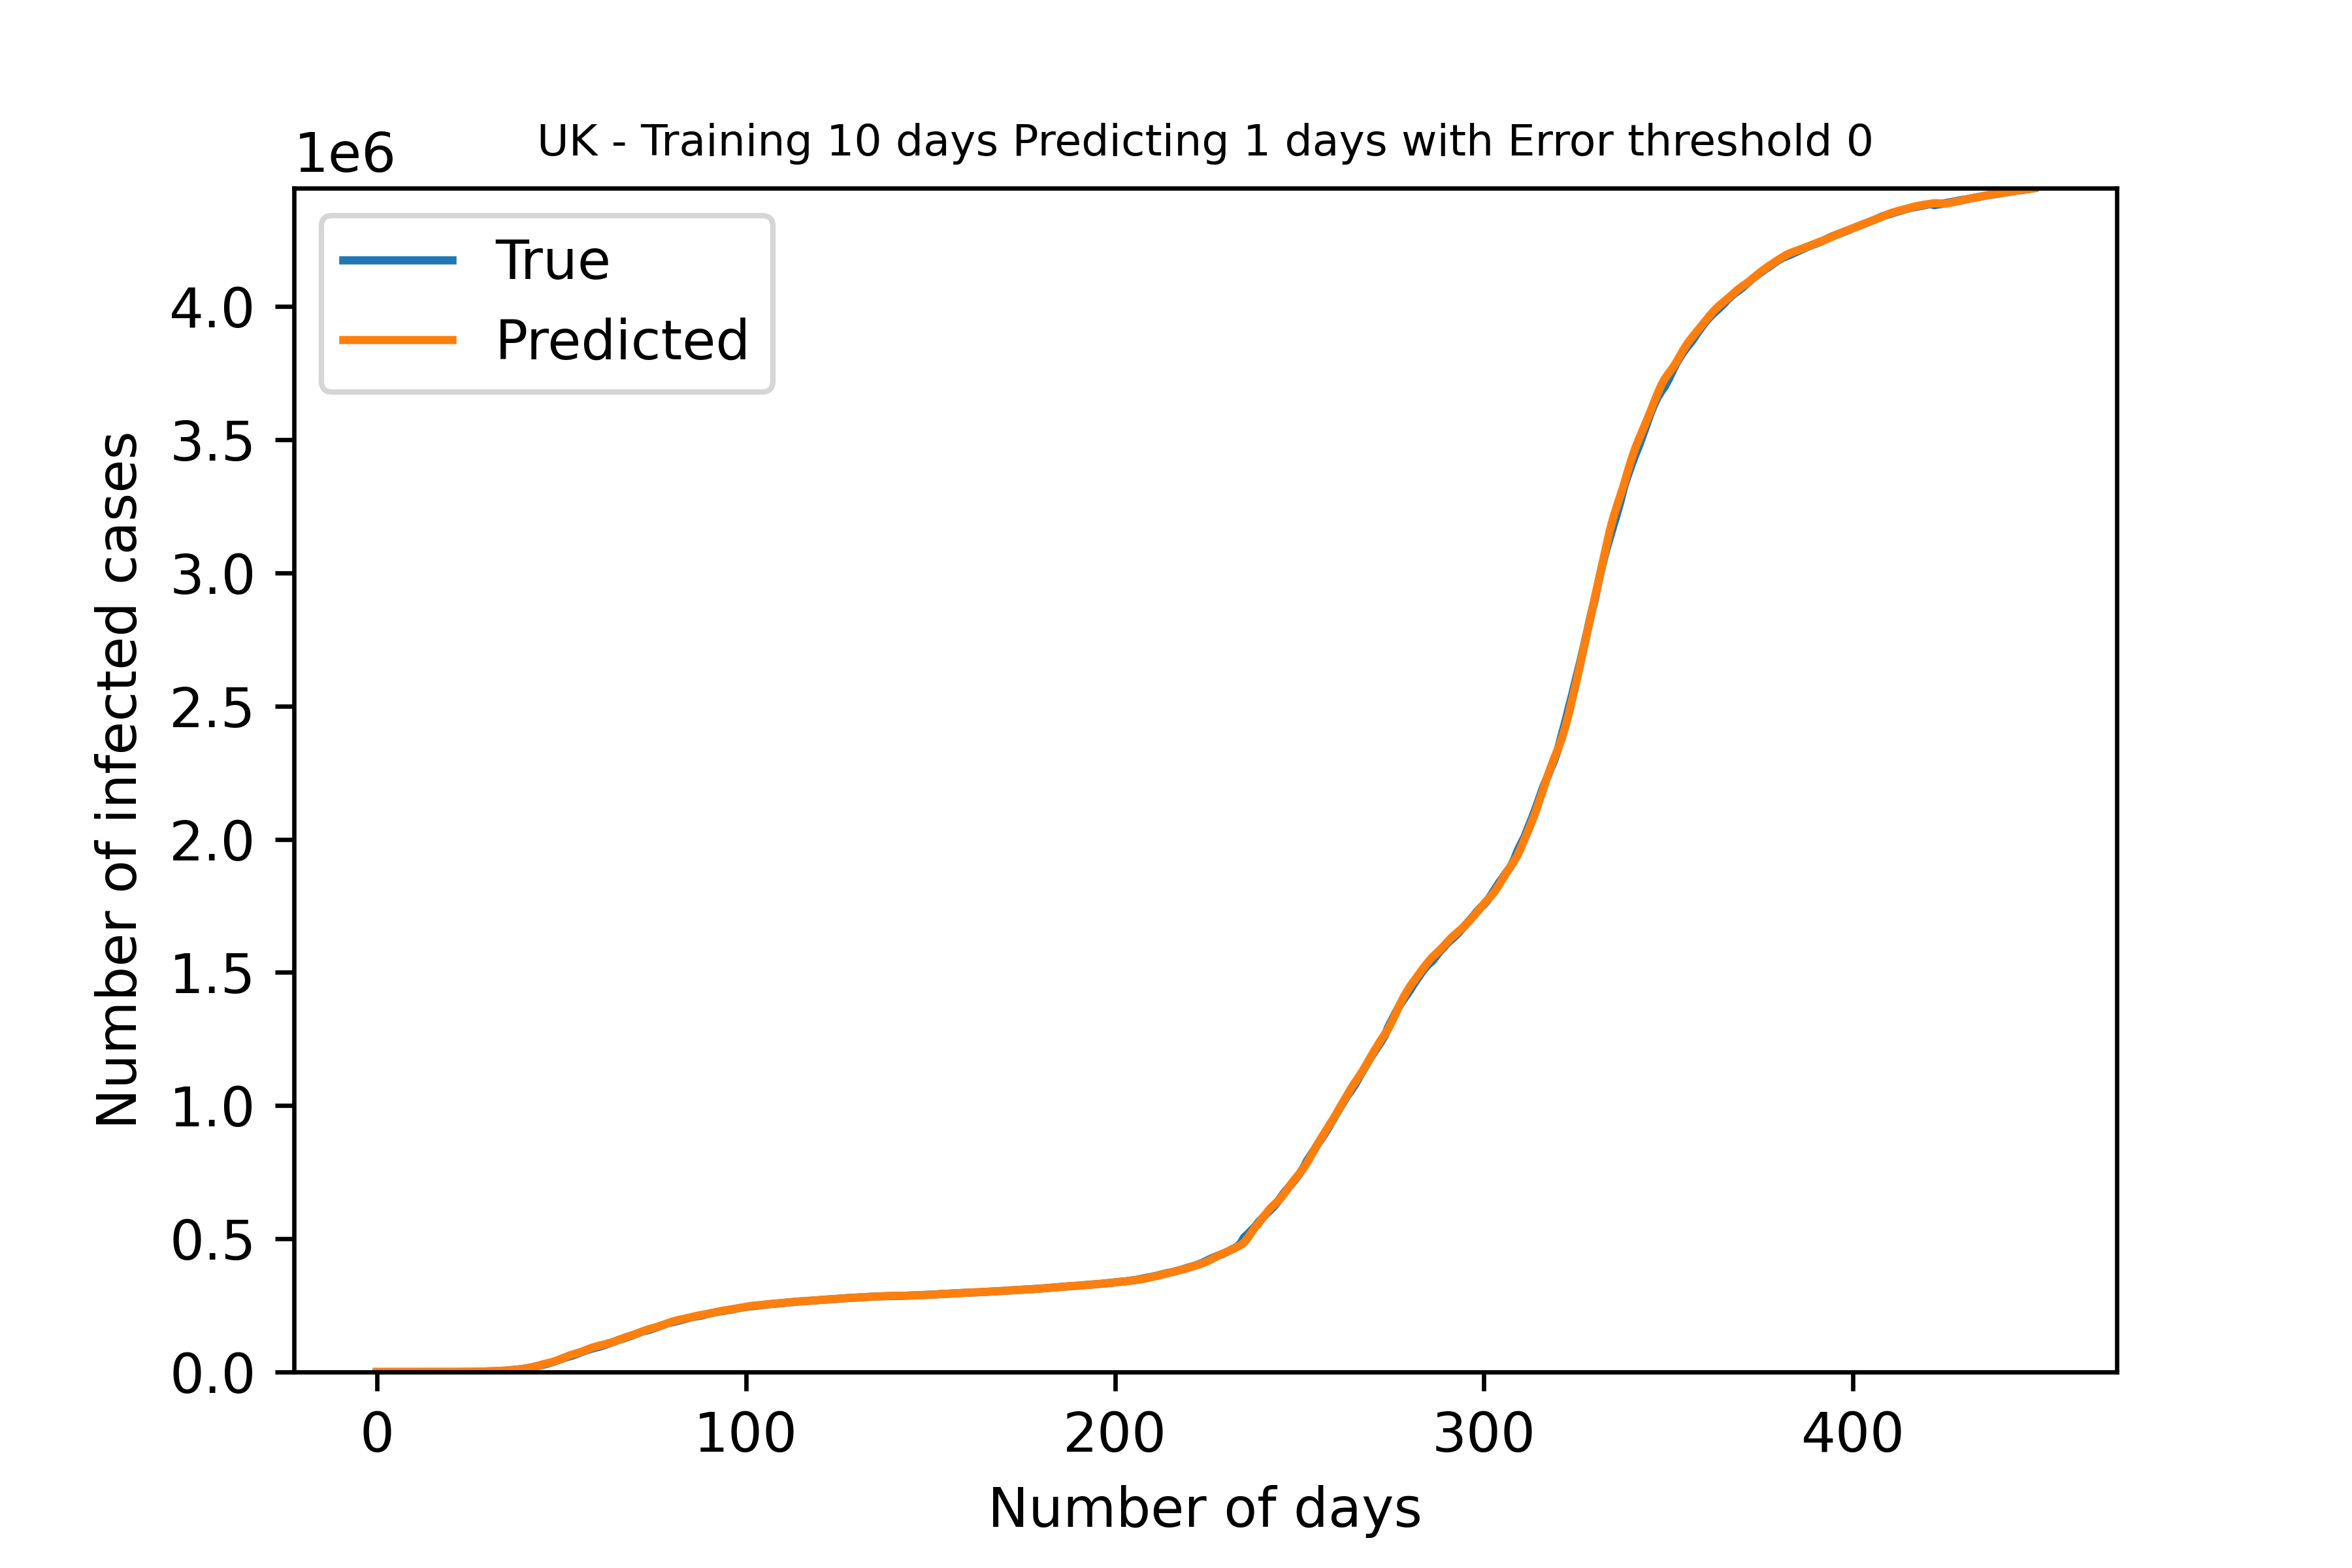 UK - Training 10 days Predicting 1 days with Error threshold 0
1e6
True
Predicted
4.0
3.5
3.0
2.5
2.0
1.5
1.0
0.5
0.0
Number of infected cases
0 100 200 300 400
Number of days